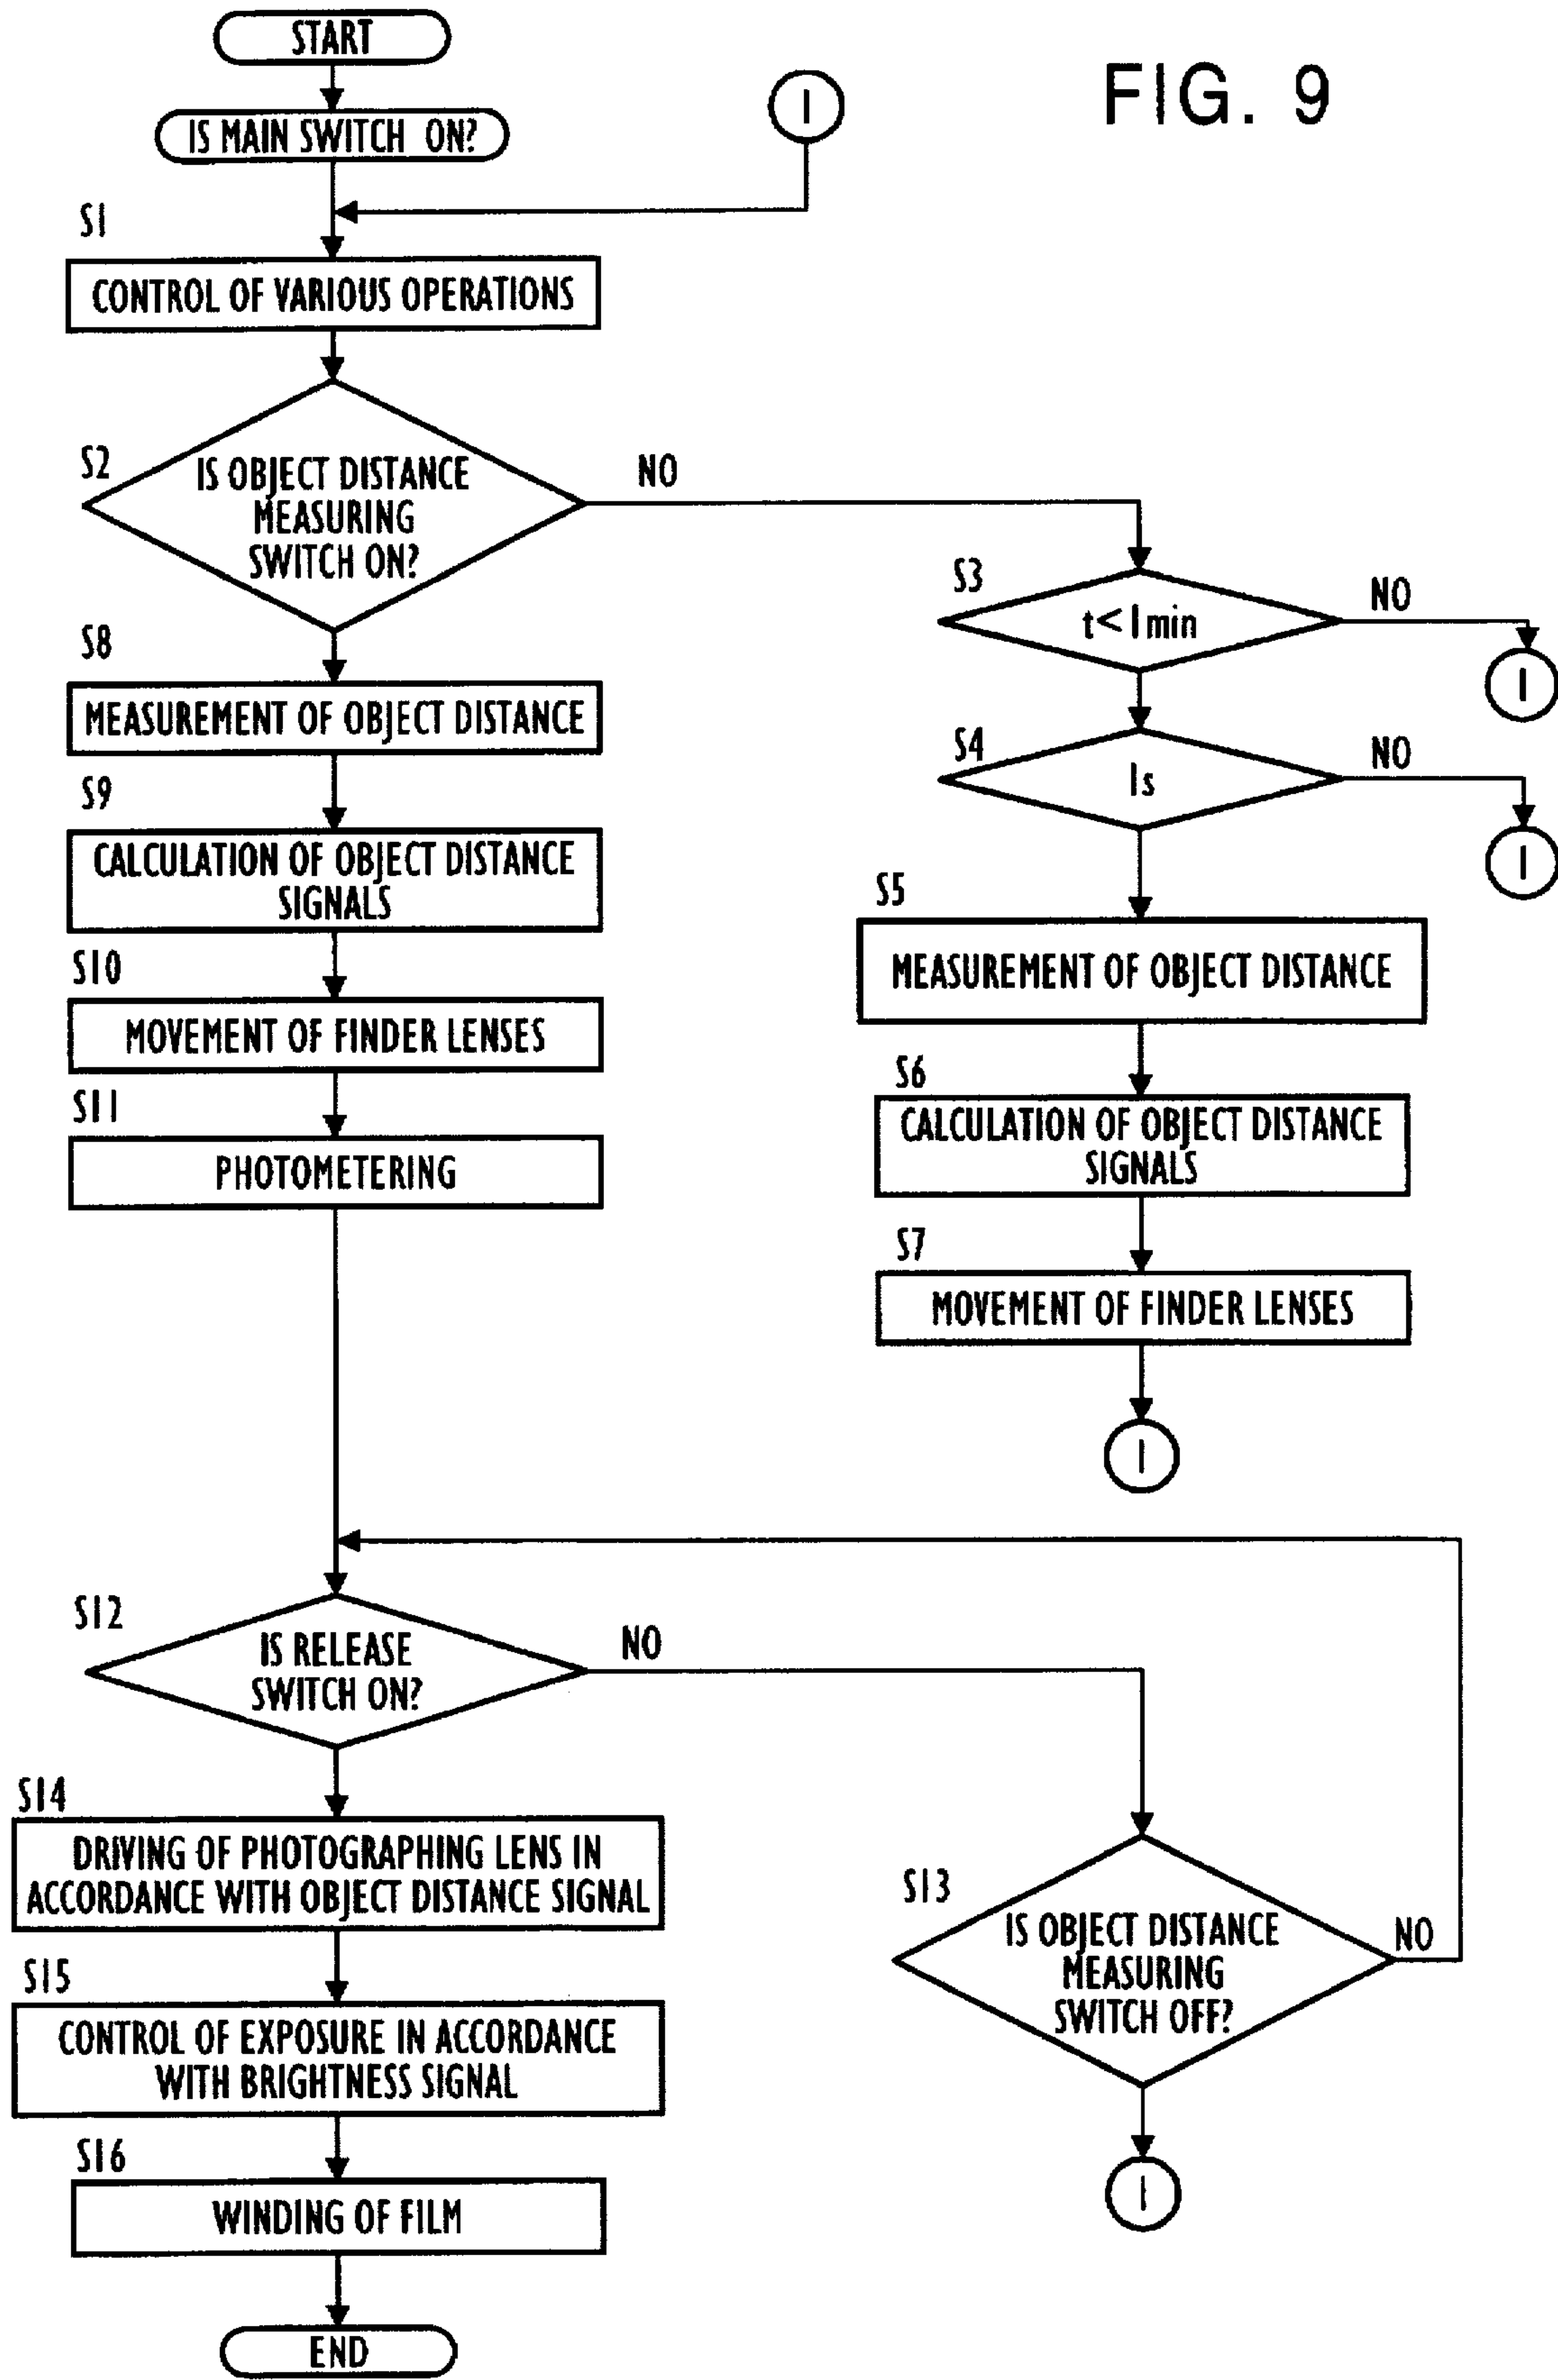 START
FIG. 9
IS MAIN SWITCH ON?
1
S1
CONTROL OF VARIOUS OPERATIONS
S2
IS OBJECT DISTANCE
MEASURING
SWITCH ON?
NO
S3
t<1min
NO
1
S4
1s
NO
1
S5
MEASUREMENT OF OBJECT DISTANCE
S6
CALCULATION OF OBJECT DISTANCE
SIGNALS
S7
MOVEMENT OF FINDER LENSES
1
S8
MEASUREMENT OF OBJECT DISTANCE
S9
CALCULATION OF OBJECT DISTANCE
SIGNALS
S10
MOVEMENT OF FINDER LENSES
S11
PHOTOMETERING
S12
IS RELEASE
SWITCH ON?
NO
S13
IS OBJECT DISTANCE
MEASURING
SWITCH OFF?
NO
1
S14
DRIVING OF PHOTOGRAPHING LENS IN
ACCORDANCE WITH OBJECT DISTANCE SIGNAL
S15
CONTROL OF EXPOSURE IN ACCORDANCE
WITH BRIGHTNESS SIGNAL
S16
WINDING OF FILM
END